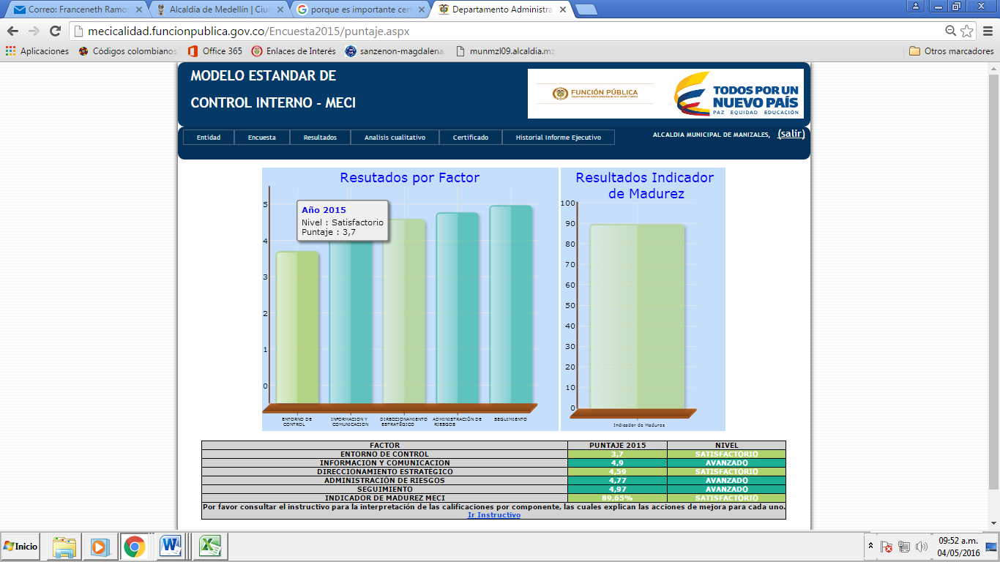 Correo: Franceneth Ramos
Alcaldía de Medellín | Ciud
porque es importante cert
Departamento Administra
mecicalidad.funcionpublica.gov.co/Encuesta2015/puntaje.aspx
Aplicaciones
Códigos colombianos
Office 365
Enlaces de Interés
sanzenon-magdalena
munmzl09.alcaldia.mz
Otros marcadores
MODELO ESTANDAR DE
CONTROL INTERNO - MECI
FUNCIÓN PÚBLICA
TODOS POR UN
NUEVO PAÍS
PAZ EQUIDAD EDUCACIÓN
Entidad
Encuesta
Resultados
Analisis cualitativo
Certificado
Historial Informe Ejecutivo
ALCALDIA MUNICIPAL DE MANIZALES, (salir)
Resutados por Factor
5
4
3
2
1
0
Año 2015
Nivel : Satisfactorio
Puntaje : 3,7
ENTORNO DE
CONTROL
INFORMACION Y
COMUNICACION
DIRECCIONAMIENTO
ESTRATÉGICO
ADMINISTRACIÓN DE
RIESGOS
SEGUIMIENTO
Resultados Indicador
de Madurez
100
90
80
70
60
50
40
30
20
10
0
Indicador de Madurez
FACTOR PUNTAJE 2015 NIVEL
ENTORNO DE CONTROL 3,7 SATISFACTORIO
INFORMACION Y COMUNICACION 4,9 AVANZADO
DIRECCIONAMIENTO ESTRATÉGICO 4,59 SATISFACTORIO
ADMINISTRACIÓN DE RIESGOS 4,77 AVANZADO
SEGUIMIENTO 4,97 AVANZADO
INDICADOR DE MADUREZ MECI 89,65% SATISFACTORIO
Por favor consultar el instructivo para la interpretación de las calificaciones por componente, las cuales explican las acciones de mejora para cada uno.
Ir Instructivo
Inicio
09:52 a.m.
04/05/2016